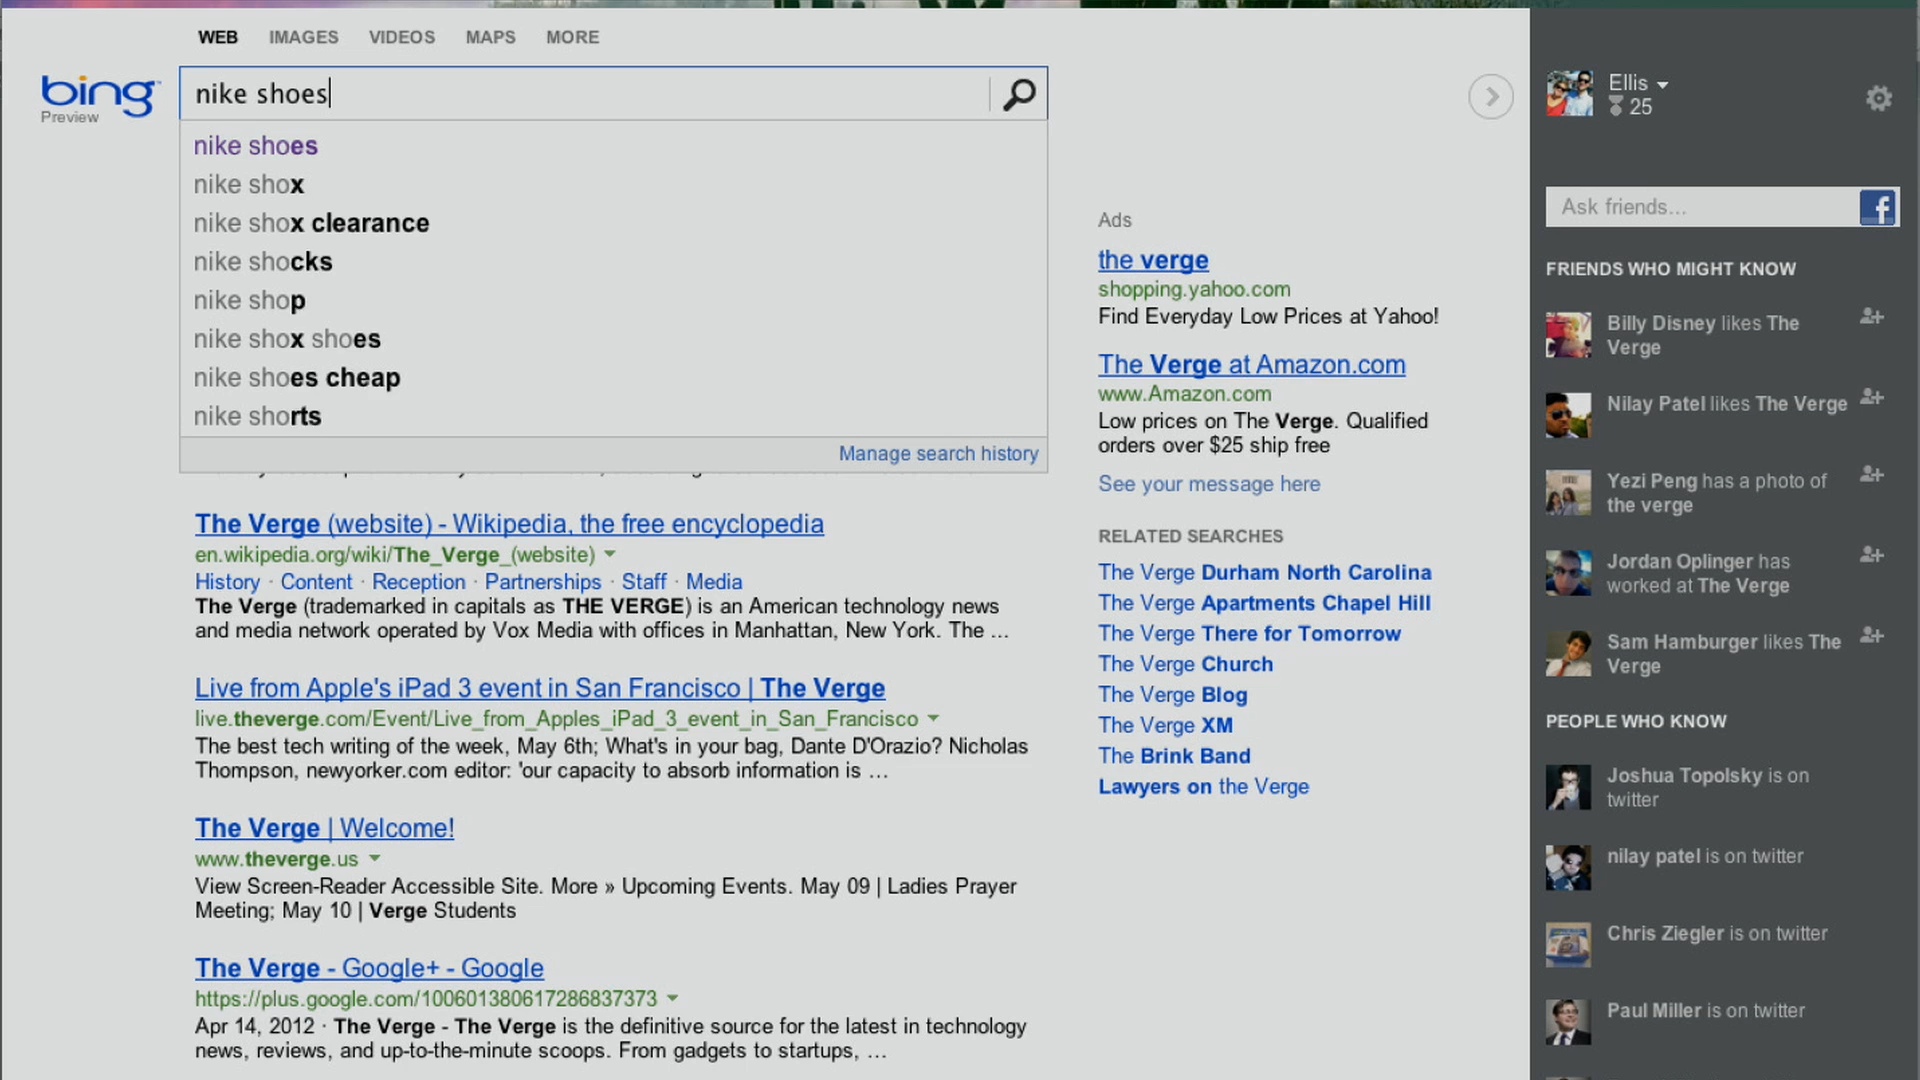 WEB IMAGES VIDEOS MAPS MORE
bing
Preview
nike shoes
nike shoes
nike shox
nike shox clearance
nike shocks
nike shop
nike shox shoes
nike shoes cheap
nike shorts
Manage search history
The Verge (website) - Wikipedia, the free encyclopedia
en.wikipedia.org/wiki/The_Verge_(website)
History · Content · Reception · Partnerships · Staff · Media
The Verge (trademarked in capitals as THE VERGE) is an American technology news
and media network operated by Vox Media with offices in Manhattan, New York. The ...
Live from Apple's iPad 3 event in San Francisco | The Verge
live.theverge.com/Event/Live_from_Apples_iPad_3_event_in_San_Francisco
The best tech writing of the week, May 6th; What's in your bag, Dante D'Orazio? Nicholas
Thompson, newyorker.com editor: 'our capacity to absorb information is ...
The Verge | Welcome!
www.theverge.us
View Screen-Reader Accessible Site. More » Upcoming Events. May 09 | Ladies Prayer
Meeting; May 10 | Verge Students
The Verge - Google+ - Google
https://plus.google.com/100601380617286837373
Apr 14, 2012 · The Verge - The Verge is the definitive source for the latest in technology
news, reviews, and up-to-the-minute scoops. From gadgets to startups, ...
Ads
the verge
shopping.yahoo.com
Find Everyday Low Prices at Yahoo!
The Verge at Amazon.com
www.Amazon.com
Low prices on The Verge. Qualified
orders over $25 ship free
See your message here
RELATED SEARCHES
The Verge Durham North Carolina
The Verge Apartments Chapel Hill
The Verge There for Tomorrow
The Verge Church
The Verge Blog
The Verge XM
The Brink Band
Lawyers on the Verge
Ellis
25
Ask friends...
f
FRIENDS WHO MIGHT KNOW
Billy Disney likes The
Verge
Nilay Patel likes The Verge
Yezi Peng has a photo of
the verge
Jordan Oplinger has
worked at The Verge
Sam Hamburger likes The
Verge
PEOPLE WHO KNOW
Joshua Topolsky is on
twitter
nilay patel is on twitter
Chris Ziegler is on twitter
Paul Miller is on twitter